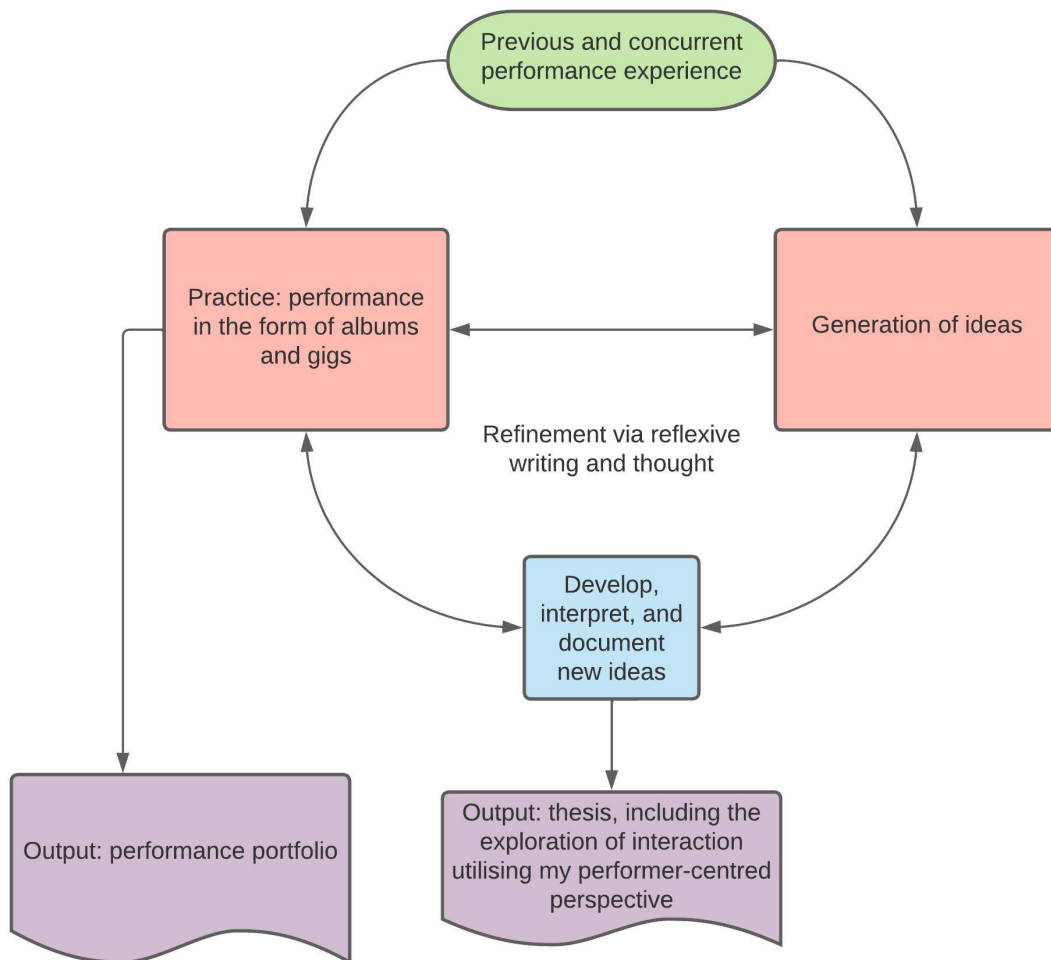 Previous and concurrent
performance experience
Practice: performance
in the form of albums
and gigs
Generation of ideas
Refinement via reflexive
writing and thought
Develop,
interpret, and
document
new ideas
Output: performance portfolio
Output: thesis, including the
exploration of interaction
utilising my performer-centred
perspective